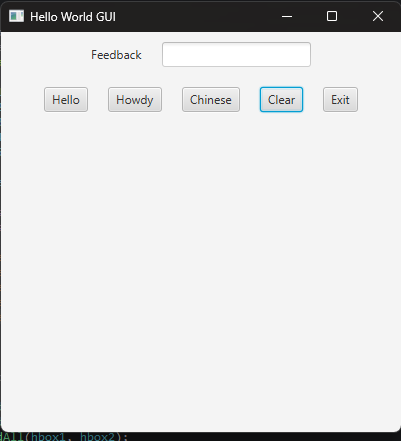 Hello World GUI
Feedback
Hello Howdy Chinese Clear Exit
All(hbox1, hbox2);